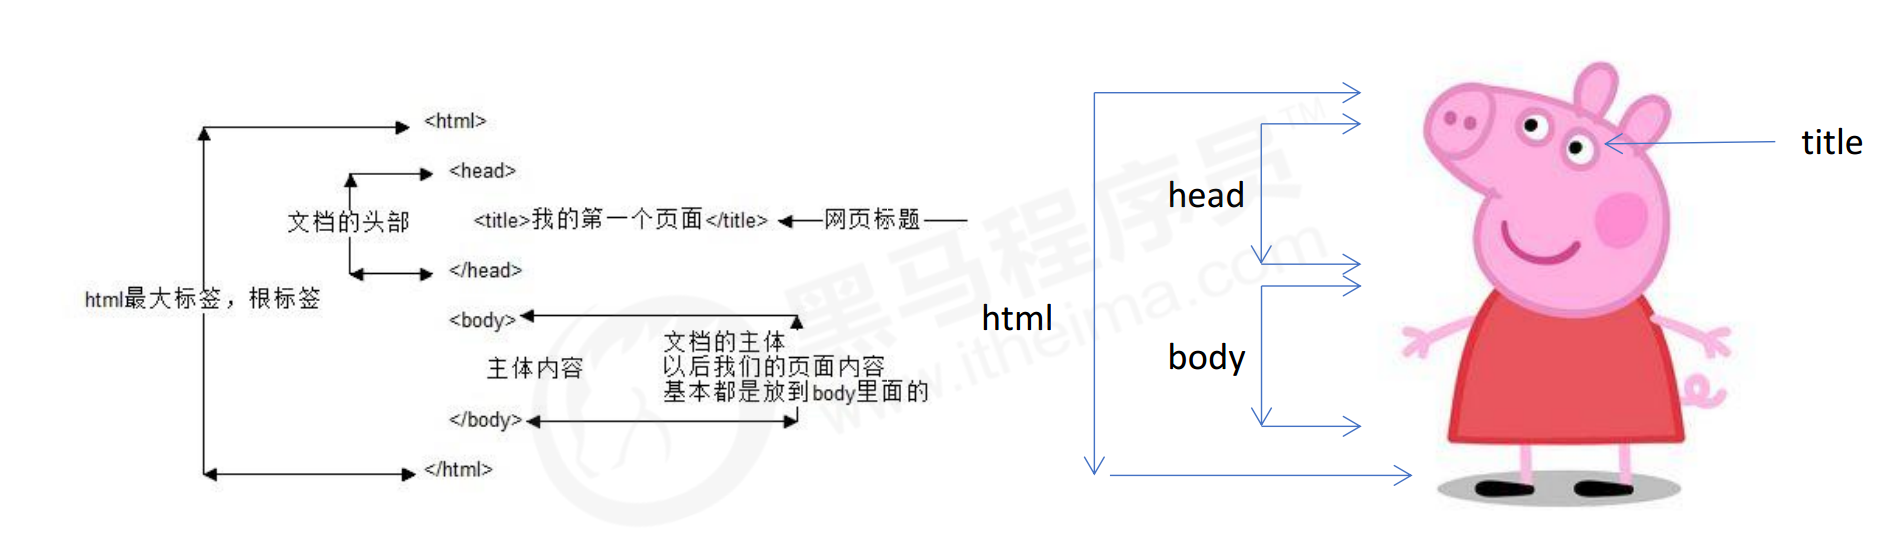 <html>
<head>
文档的头部
<title>我的第一个页面</title>
网页标题
</head>
html最大标签，根标签
<body>
主体内容
文档的主体
以后我们的页面内容
基本都是放到body里面的
</body>
</html>
html
head
body
title
黑马程序员™
www.itheima.com